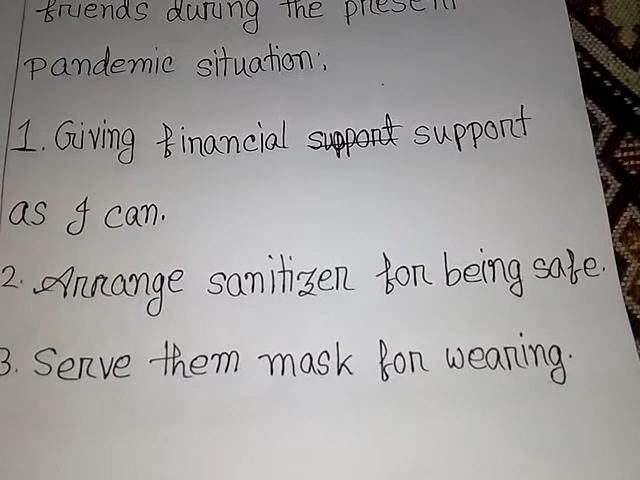 friends during the present
pandemic situation:
1. Giving financial support support
as I can.
2. Arrange sanitizer for being safe.
3. Serve them mask for wearing.